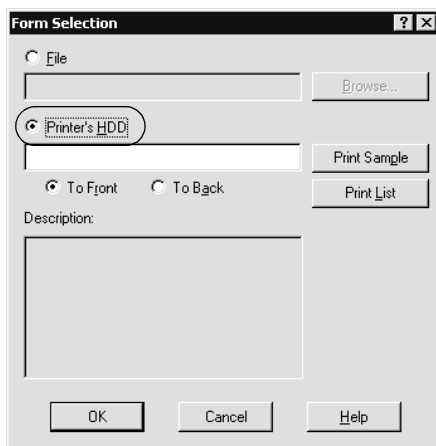 Form Selection
File
Browse...
Printer's HDD
Print Sample
To Front To Back
Print List
Description:
OK Cancel Help